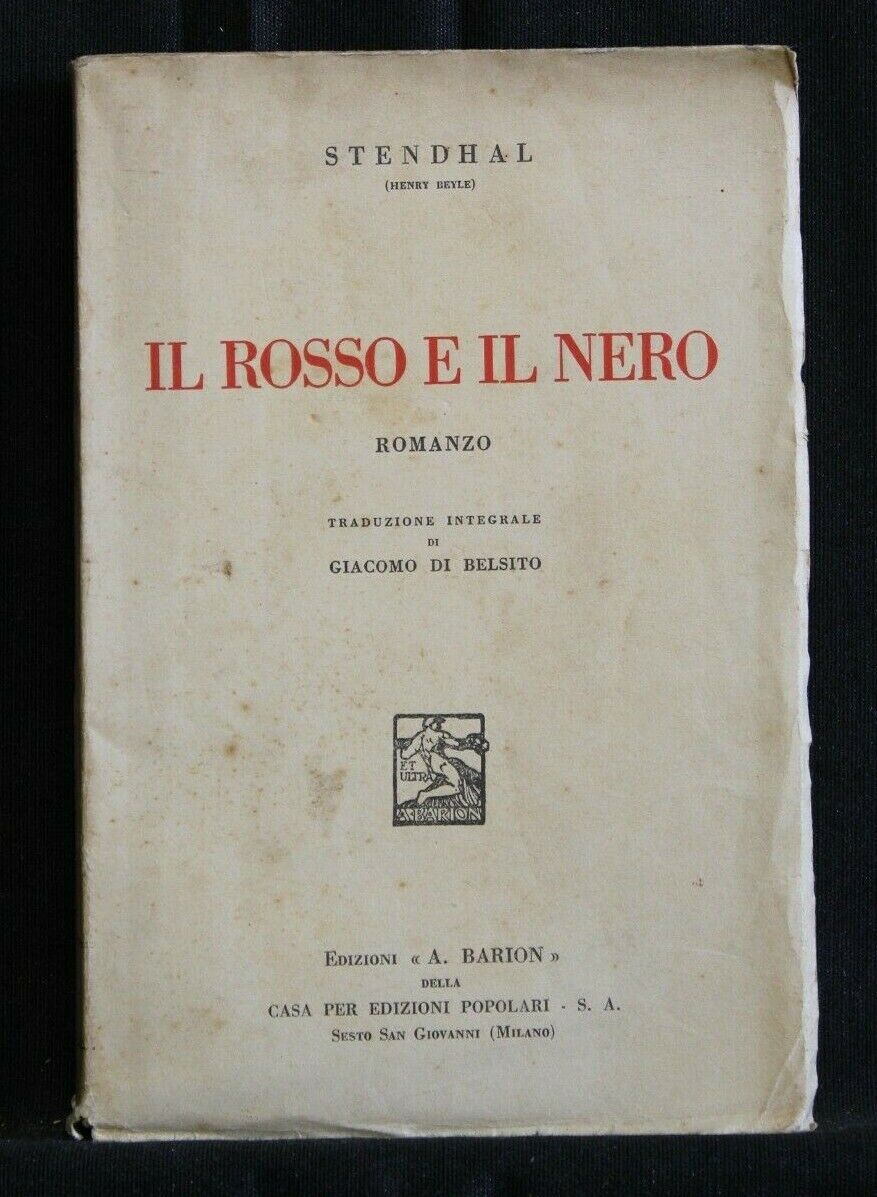 STENDHAL
(HENRY BEYLE)
IL ROSSO E IL NERO
ROMANZO
TRADUZIONE INTEGRALE
DI
GIACOMO DI BELSITO
ET
ULTRA
A·BARION
EDIZIONI « A. BARION »
DELLA
CASA PER EDIZIONI POPOLARI - S. A.
SESTO SAN GIOVANNI (MILANO)